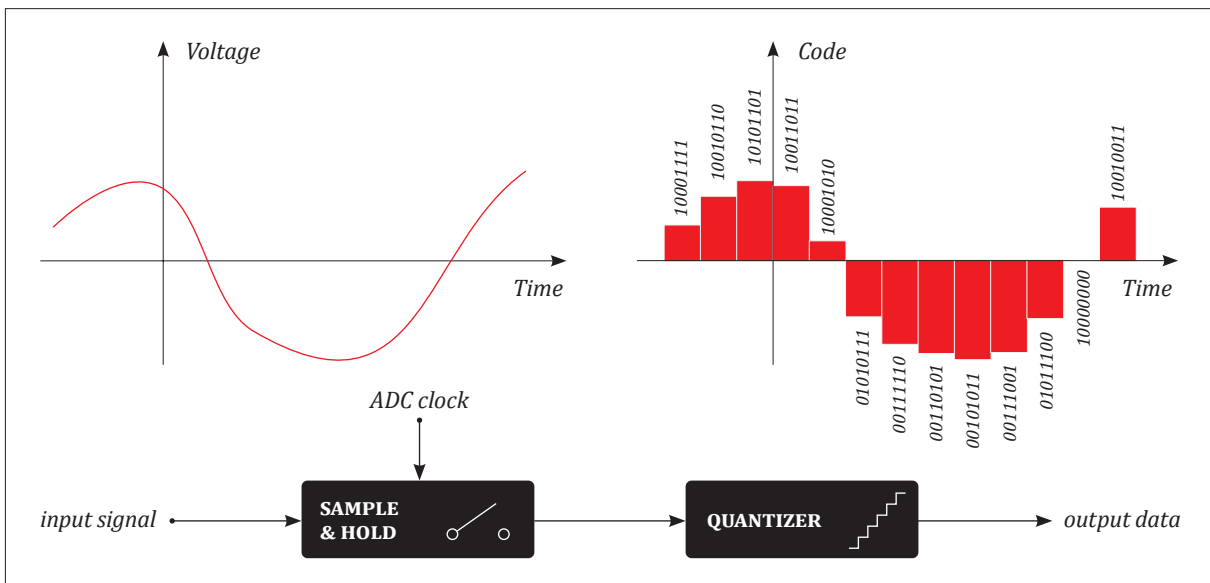 Voltage
Time
Code
10001111
10010110
10101101
10011011
10001010
01010111
00111110
00110101
00101011
00111001
01011100
10000000
10010011
Time
ADC clock
input signal
SAMPLE
& HOLD
QUANTIZER
output data